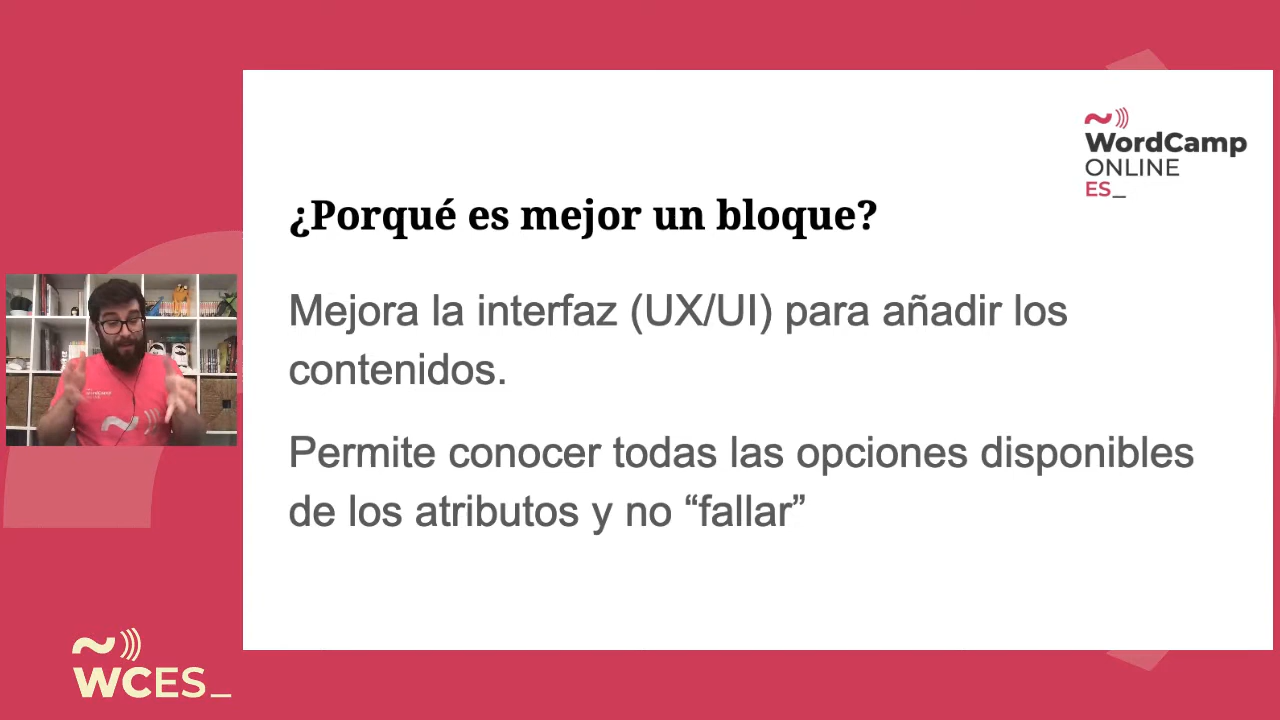 WordCamp
ONLINE
ES_
¿Porqué es mejor un bloque?
Mejora la interfaz (UX/UI) para añadir los
contenidos.
Permite conocer todas las opciones disponibles
de los atributos y no “fallar”
WCES_